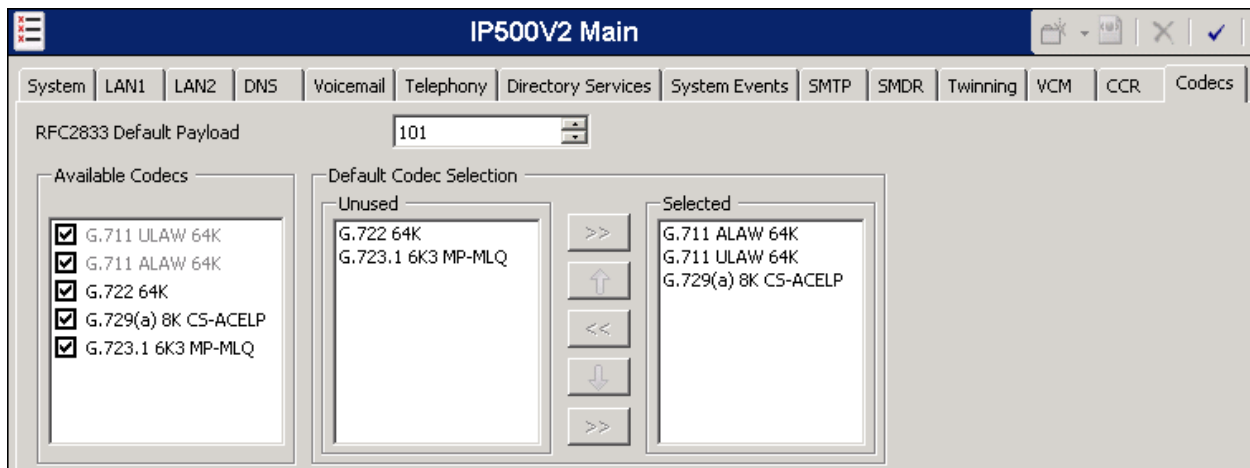 IP500V2 Main
System LAN1 LAN2 DNS Voicemail Telephony Directory Services System Events SMTP SMDR Twinning VCM CCR Codecs
RFC2833 Default Payload 101
Available Codecs
G.711 ULAW 64K
G.711 ALAW 64K
G.722 64K
G.729(a) 8K CS-ACELP
G.723.1 6K3 MP-MLQ
Default Codec Selection
Unused
G.722 64K
G.723.1 6K3 MP-MLQ
>>
<<
>>
Selected
G.711 ALAW 64K
G.711 ULAW 64K
G.729(a) 8K CS-ACELP